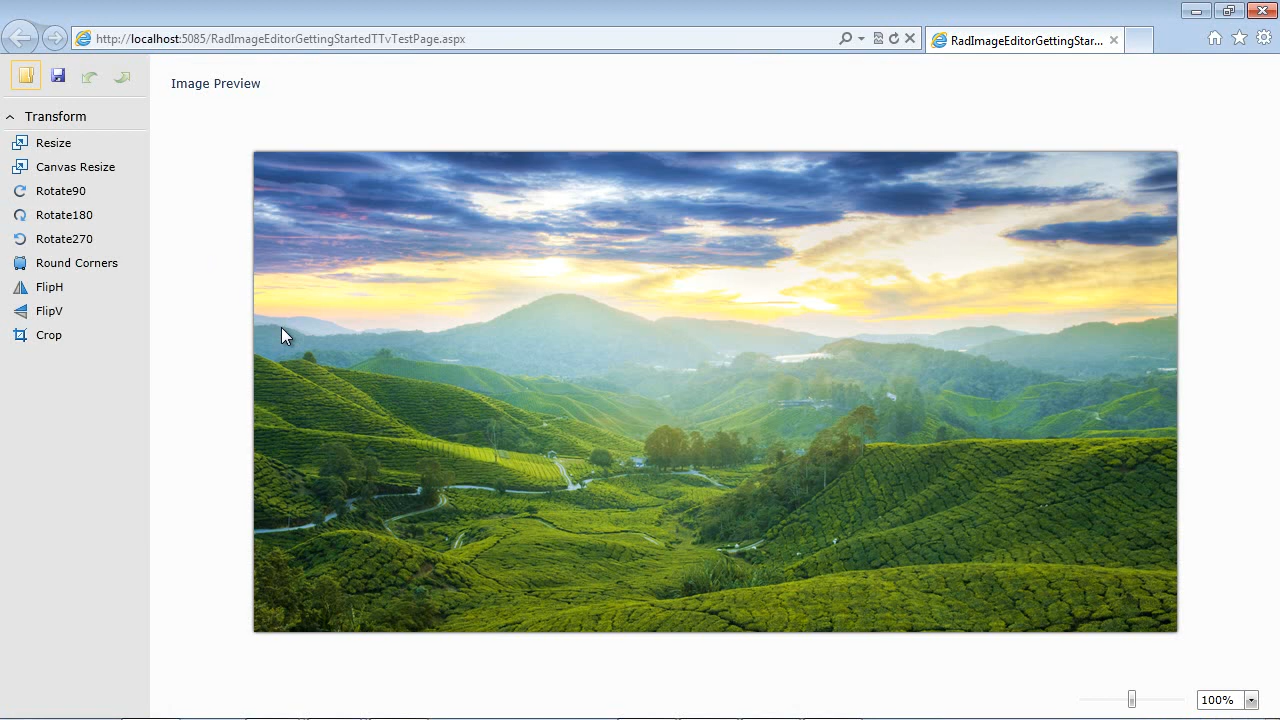 http://localhost:5085/RadImageEditorGettingStartedTTvTestPage.aspx
RadImageEditorGettingStar...
Image Preview
Transform
Resize
Canvas Resize
Rotate90
Rotate180
Rotate270
Round Corners
FlipH
FlipV
Crop
100%